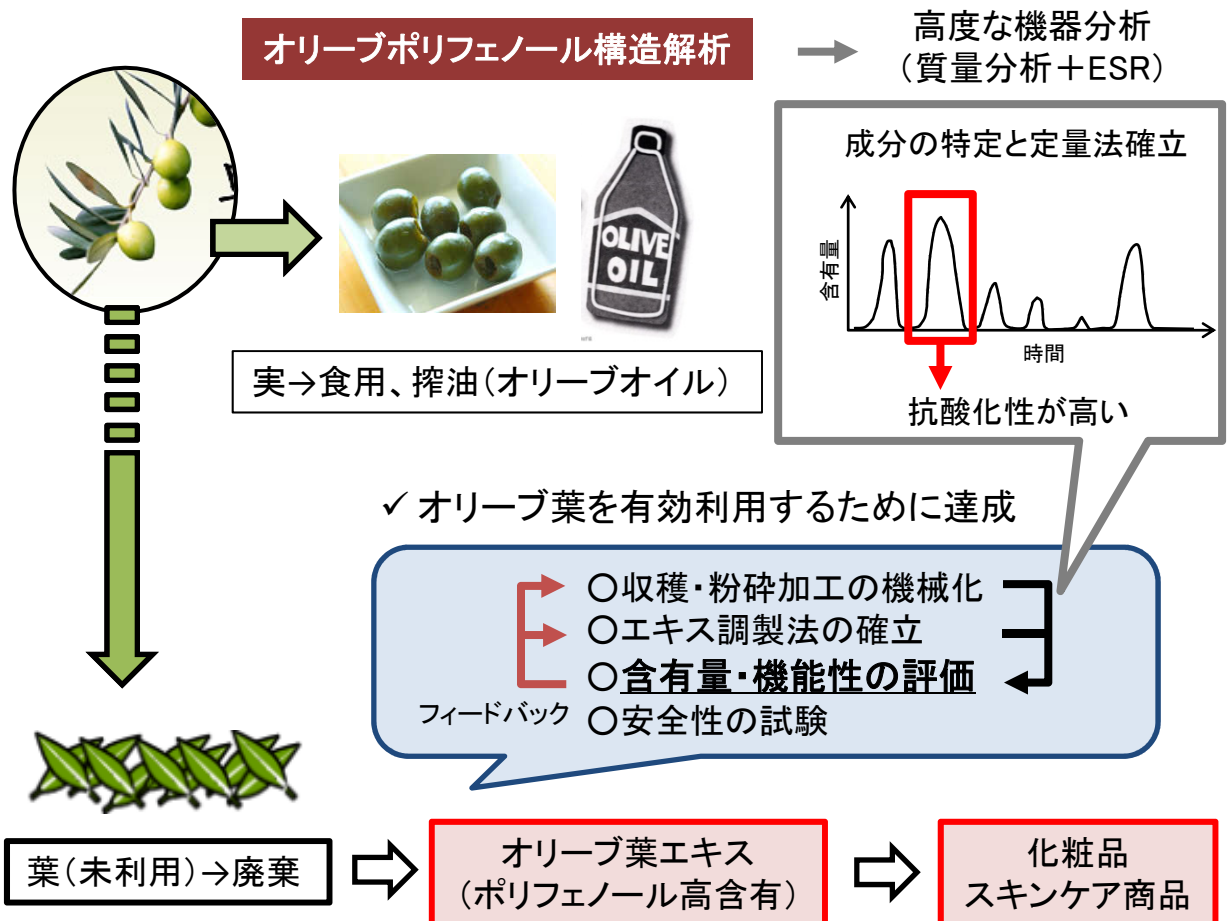 オリーブポリフェノール構造解析
高度な機器分析
（質量分析＋ESR）
成分の特定と定量法確立
含有量
時間
抗酸化性が高い
OLIVE
OIL
実→食用、搾油（オリーブオイル）
✓オリーブ葉を有効利用するために達成
○収穫・粉砕加工の機械化
○エキス調製法の確立
○含有量・機能性の評価
フィードバック
○安全性の試験
葉（未利用）→廃棄
オリーブ葉エキス
（ポリフェノール高含有）
化粧品
スキンケア商品